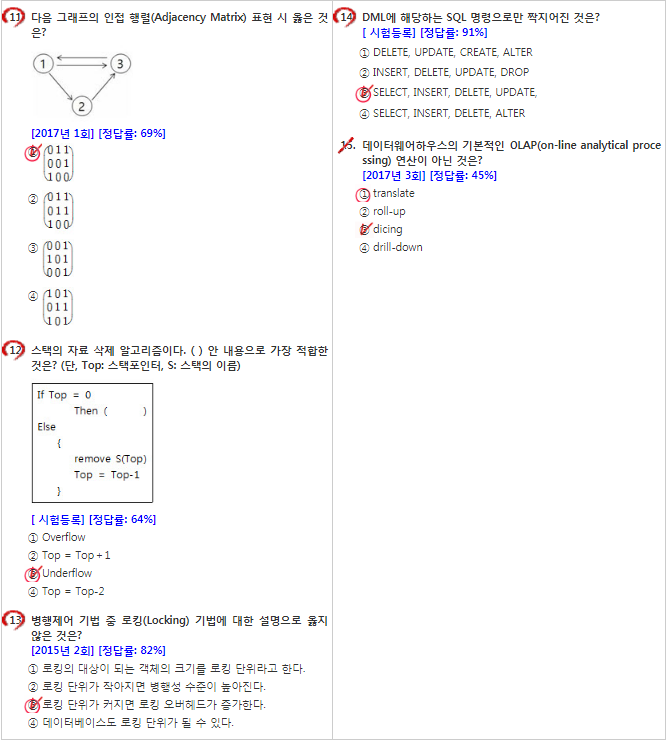 11. 다음 그래프의 인접 행렬(Adjacency Matrix) 표현 시 옳은 것
은?
1 3
2
[2017년 1회] [정답률: 69%]
① 0 1 1
0 0 1
1 0 0
② 0 1 1
0 1 1
1 0 0
③ 0 0 1
1 0 1
0 0 1
④ 1 0 1
0 1 1
1 0 1
12. 스택의 자료 삭제 알고리즘이다. ( ) 안 내용으로 가장 적합한
것은? (단, Top: 스택포인터, S: 스택의 이름)
If Top = 0
Then ( )
Else
{
remove S(Top)
Top = Top-1
}
[ 시험등록] [정답률: 64%]
① Overflow
② Top = Top+1
③ Underflow
④ Top = Top-2
13. 병행제어 기법 중 로킹(Locking) 기법에 대한 설명으로 옳지
않은 것은?
[2015년 2회] [정답률: 82%]
① 로킹의 대상이 되는 객체의 크기를 로킹 단위라고 한다.
② 로킹 단위가 작아지면 병행성 수준이 높아진다.
③ 로킹 단위가 커지면 로킹 오버헤드가 증가한다.
④ 데이터베이스도 로킹 단위가 될 수 있다.
14. DML에 해당하는 SQL 명령으로만 짝지어진 것은?
[ 시험등록] [정답률: 91%]
① DELETE, UPDATE, CREATE, ALTER
② INSERT, DELETE, UPDATE, DROP
③ SELECT, INSERT, DELETE, UPDATE,
④ SELECT, INSERT, DELETE, ALTER
15. 데이터웨어하우스의 기본적인 OLAP(on-line analytical proce
ssing) 연산이 아닌 것은?
[2017년 3회] [정답률: 45%]
① translate
② roll-up
③ dicing
④ drill-down